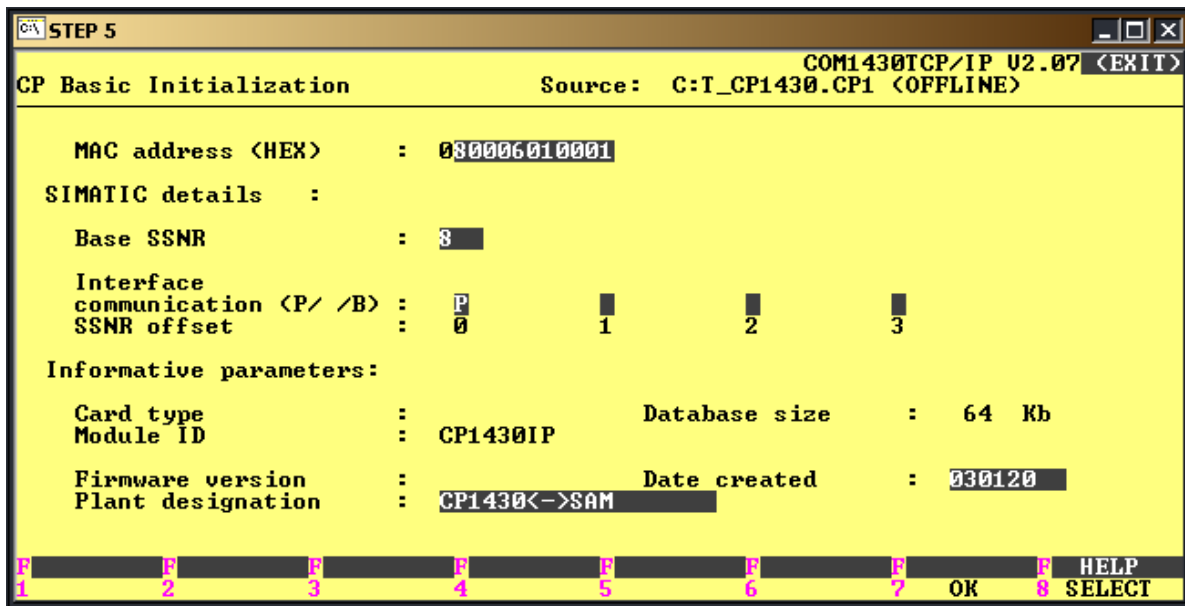 STEP 5
COM1430TCP/IP V2.07 (EXIT)
CP Basic Initialization Source: C:T_CP1430.CP1 (OFFLINE)
MAC address (HEX) : 080006010001
SIMATIC details :
Base SSNR : 8
Interface
communication (P/ /B) : P
SSNR offset : 0 1 2 3
Informative parameters:
Card type : Database size : 64 Kb
Module ID : CP1430IP
Firmware version : Date created : 030120
Plant designation : CP1430<->SAM
F F F F F F F F HELP
1 2 3 4 5 6 7 OK 8 SELECT